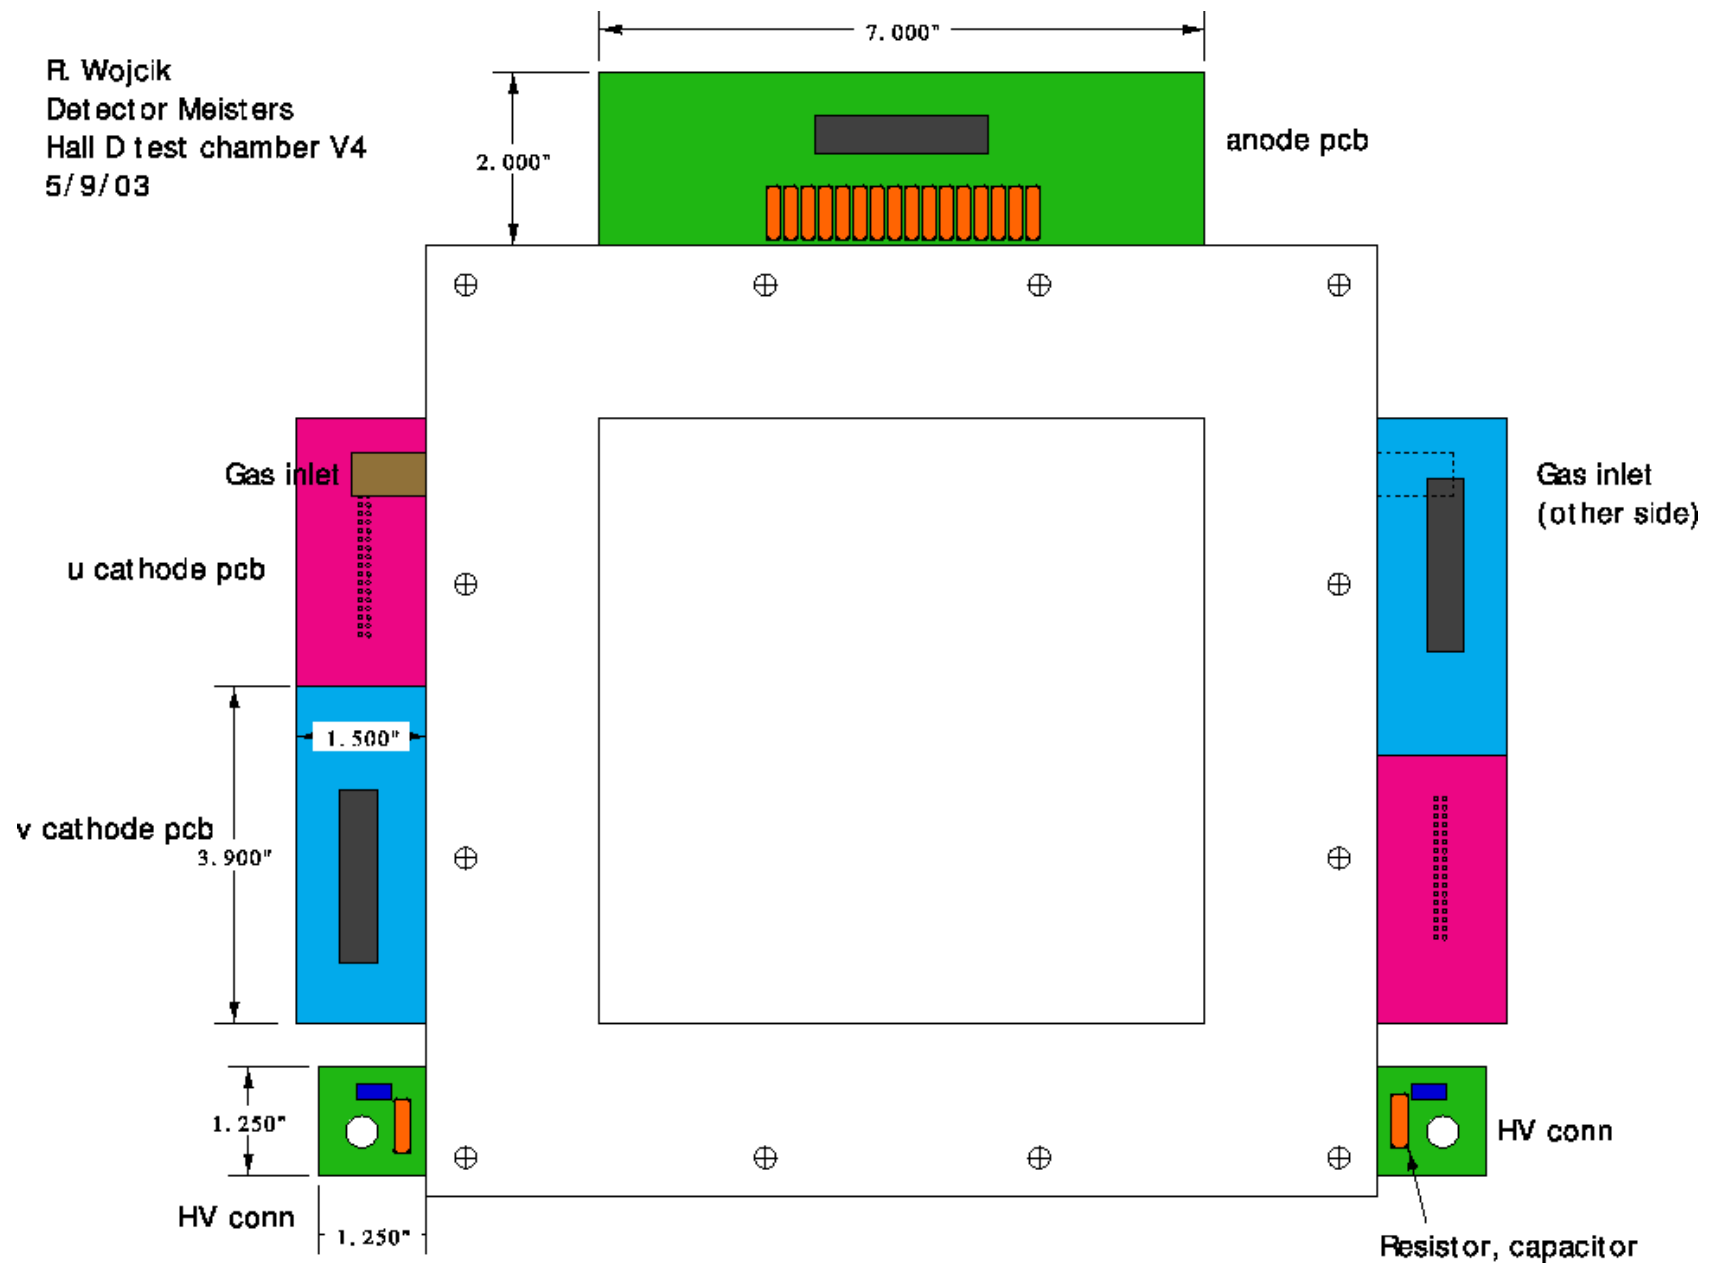 R. Wojcik
Detector Meisters
Hall D test chamber V4
5/9/03
7.000"
2.000"
anode pcb
Gas inlet
Gas inlet
(other side)
u cathode pcb
1.500"
v cathode pcb
3.900"
1.250"
HV conn
HV conn
1.250"
Resistor, capacitor